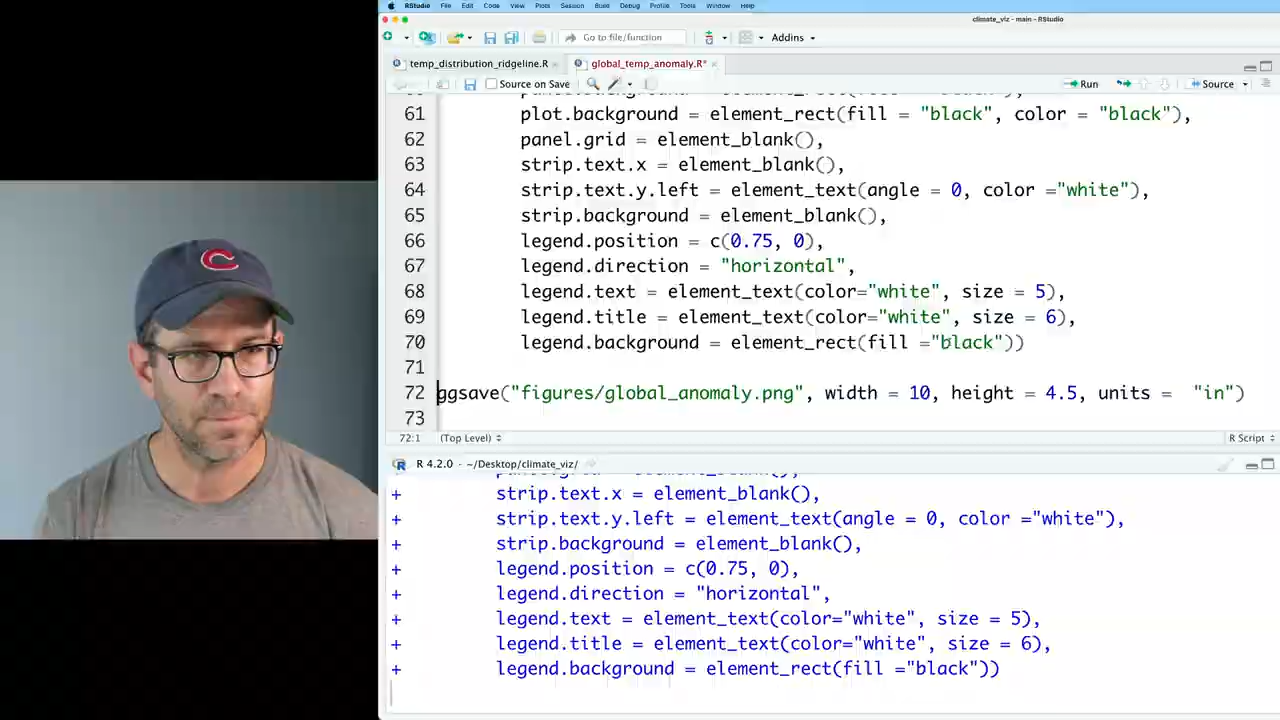 RStudio File Edit Code View Plots Session Build Debug Profile Tools Window Help
climate_viz - main - RStudio
Go to file/function Addins
temp_distribution_ridgeline.R global_temp_anomaly.R*
Source on Save Run Source
61 plot.background = element_rect(fill = "black", color = "black"),
62 panel.grid = element_blank(),
63 strip.text.x = element_blank(),
64 strip.text.y.left = element_text(angle = 0, color ="white"),
65 strip.background = element_blank(),
66 legend.position = c(0.75, 0),
67 legend.direction = "horizontal",
68 legend.text = element_text(color="white", size = 5),
69 legend.title = element_text(color="white", size = 6),
70 legend.background = element_rect(fill ="black"))
71
72 ggsave("figures/global_anomaly.png", width = 10, height = 4.5, units =  "in")
73
72:1 (Top Level) R Script
R 4.2.0 · ~/Desktop/climate_viz/
+ strip.text.x = element_blank(),
+ strip.text.y.left = element_text(angle = 0, color ="white"),
+ strip.background = element_blank(),
+ legend.position = c(0.75, 0),
+ legend.direction = "horizontal",
+ legend.text = element_text(color="white", size = 5),
+ legend.title = element_text(color="white", size = 6),
+ legend.background = element_rect(fill ="black"))
C